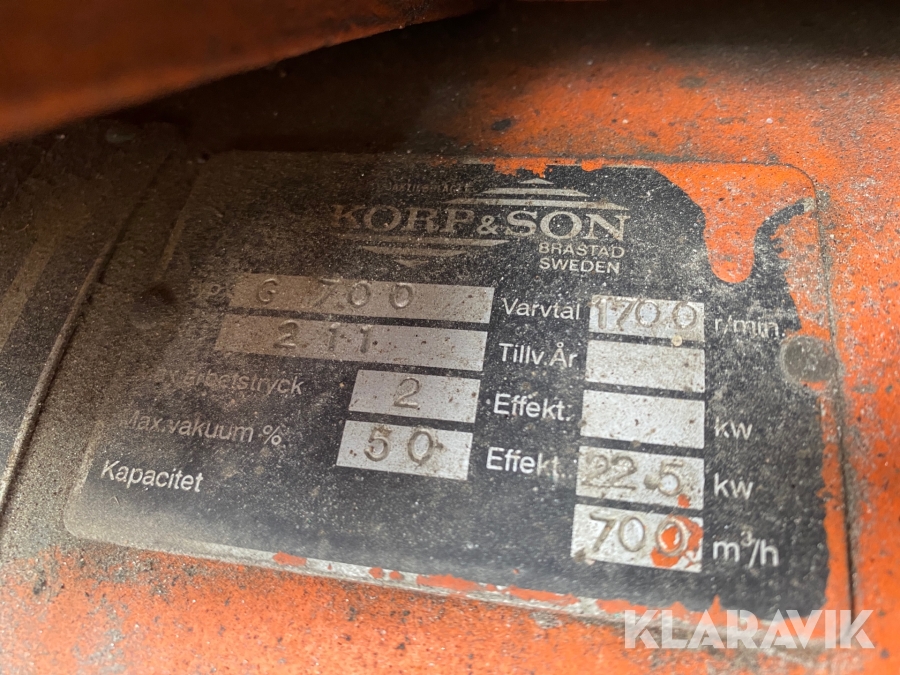 KORP&SON
BRASTAD
SWEDEN
G 700 Varvtal 1700 r/min.
211 Tillv.År
arbetstryck 2 Effekt. kw
Max.vakuum % 50 Effekt. 22.5 kw
Kapacitet 700 m³/h
KLARAVIK